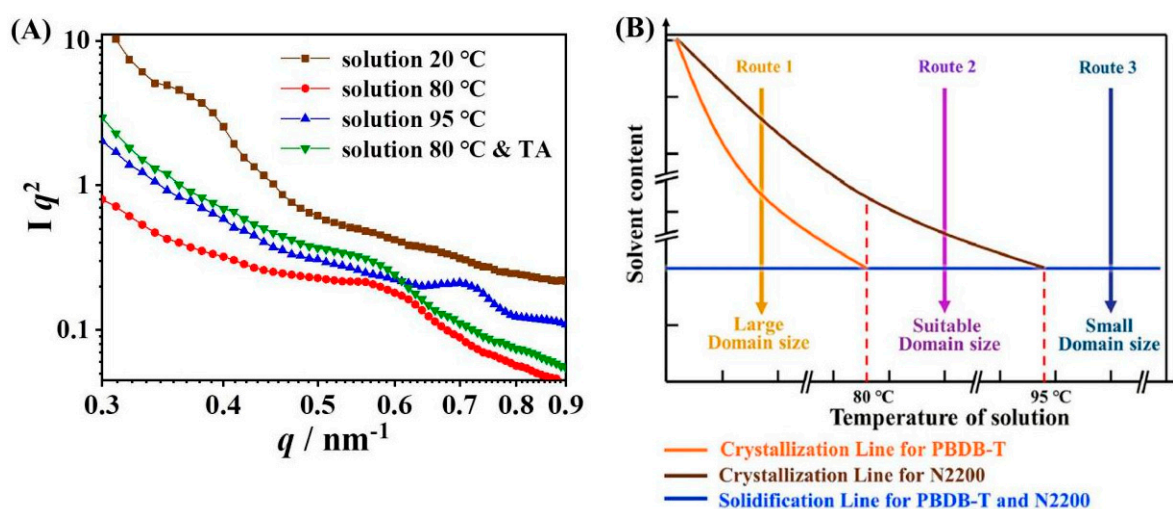 (A)
10
1
0.1
I q²
solution 20 ℃
solution 80 ℃
solution 95 ℃
solution 80 ℃ & TA
0.3 0.4 0.5 0.6 0.7 0.8 0.9
q / nm⁻¹
(B)
Solvent content
Route 1 Route 2 Route 3
Large
Domain size
Suitable
Domain size
Small
Domain size
80 ℃ 95 ℃
Temperature of solution
Crystallization Line for PBDB-T
Crystallization Line for N2200
Solidification Line for PBDB-T and N2200